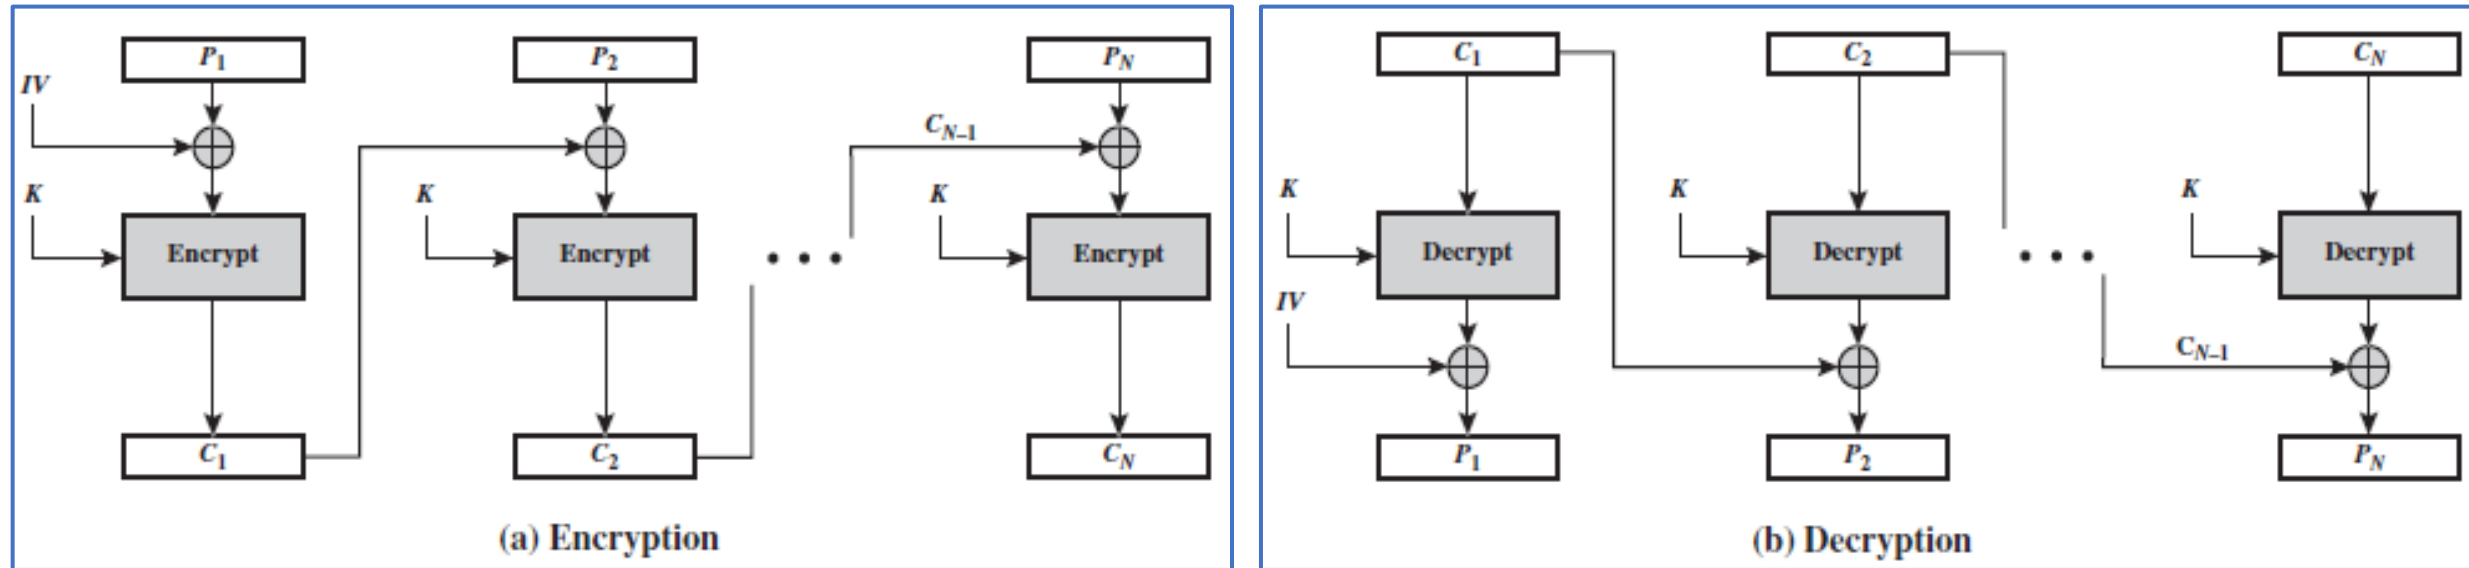 P1 P2 PN
IV
CN–1
K K K
Encrypt Encrypt Encrypt
C1 C2 CN
(a) Encryption
C1 C2 CN
K K K
Decrypt Decrypt Decrypt
IV
CN–1
P1 P2 PN
(b) Decryption